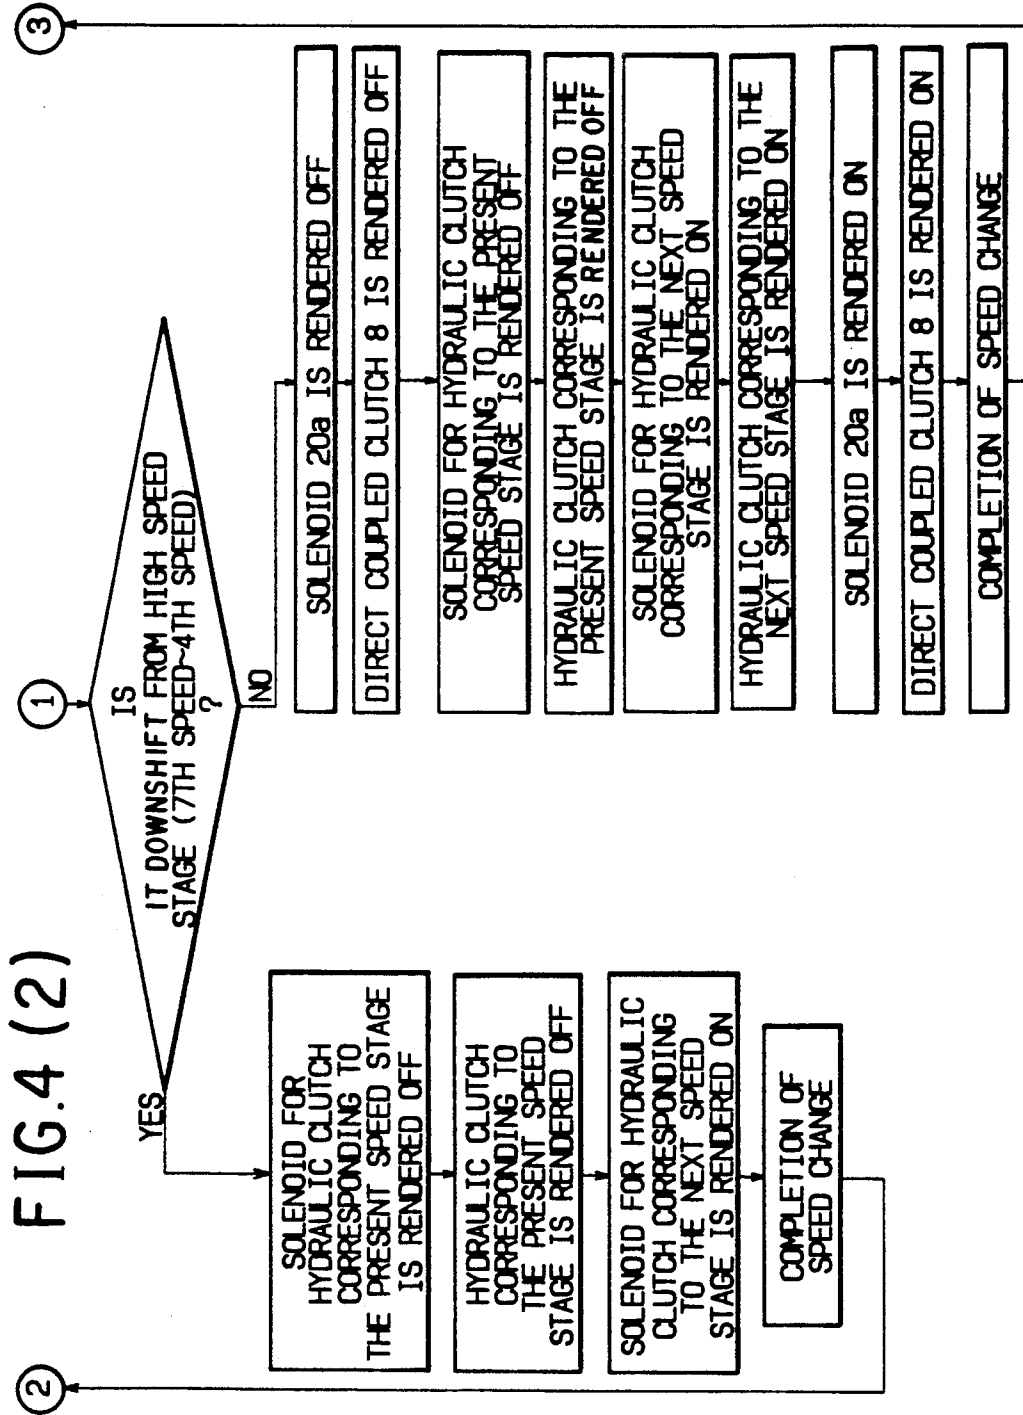 FIG.4 (2)
1
IS
IT DOWNSHIFT FROM HIGH SPEED
STAGE (7TH SPEED~4TH SPEED)
?
YES
SOLENOID FOR
HYDRAULIC CLUTCH
CORRESPONDING TO
THE PRESENT SPEED STAGE
IS RENDERED OFF
HYDRAULIC CLUTCH
CORRESPONDING TO
THE PRESENT SPEED
STAGE IS RENDERED OFF
SOLENOID FOR HYDRAULIC
CLUTCH CORRESPONDING
TO THE NEXT SPEED
STAGE IS RENDERED ON
COMPLETION OF
SPEED CHANGE
2
NO
SOLENOID 20a IS RENDERED OFF
DIRECT COUPLED CLUTCH 8 IS RENDERED OFF
SOLENOID FOR HYDRAULIC CLUTCH
CORRESPONDING TO THE PRESENT
SPEED STAGE IS RENDERED OFF
HYDRAULIC CLUTCH CORRESPONDING TO THE
PRESENT SPEED STAGE IS RENDERED OFF
SOLENOID FOR HYDRAULIC CLUTCH
CORRESPONDING TO THE NEXT SPEED
STAGE IS RENDERED ON
HYDRAULIC CLUTCH CORRESPONDING TO THE
NEXT SPEED STAGE IS RENDERED ON
SOLENOID 20a IS RENDERED ON
DIRECT COUPLED CLUTCH 8 IS RENDERED ON
COMPLETION OF SPEED CHANGE
3